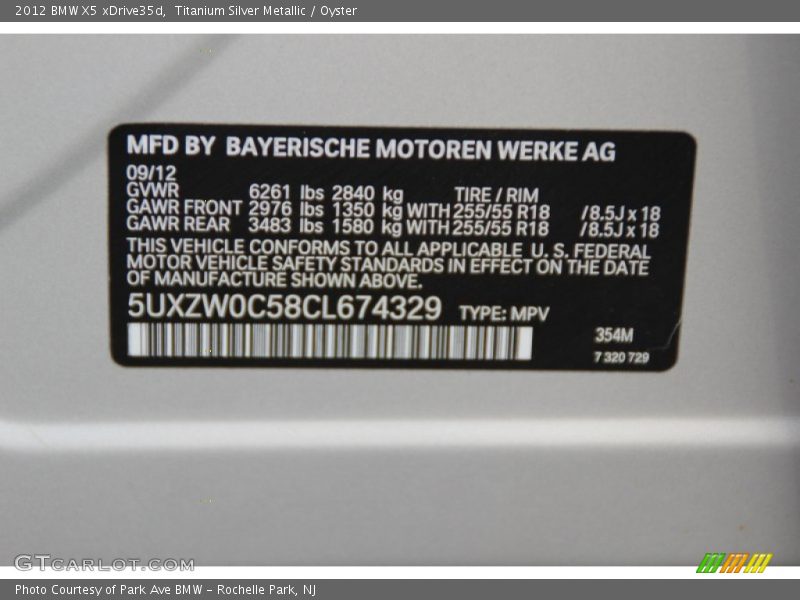 2012 BMW X5 xDrive35d, Titanium Silver Metallic / Oyster
MFD BY BAYERISCHE MOTOREN WERKE AG
09/12
GVWR 6261 lbs 2840 kg TIRE / RIM
GAWR FRONT 2976 lbs 1350 kg WITH 255/55 R18 /8.5J x 18
GAWR REAR 3483 lbs 1580 kg WITH 255/55 R18 /8.5J x 18
THIS VEHICLE CONFORMS TO ALL APPLICABLE U. S. FEDERAL
MOTOR VEHICLE SAFETY STANDARDS IN EFFECT ON THE DATE
OF MANUFACTURE SHOWN ABOVE.
5UXZW0C58CL674329 TYPE: MPV
354M
7 320 729
GTCARLOT.COM
Photo Courtesy of Park Ave BMW - Rochelle Park, NJ